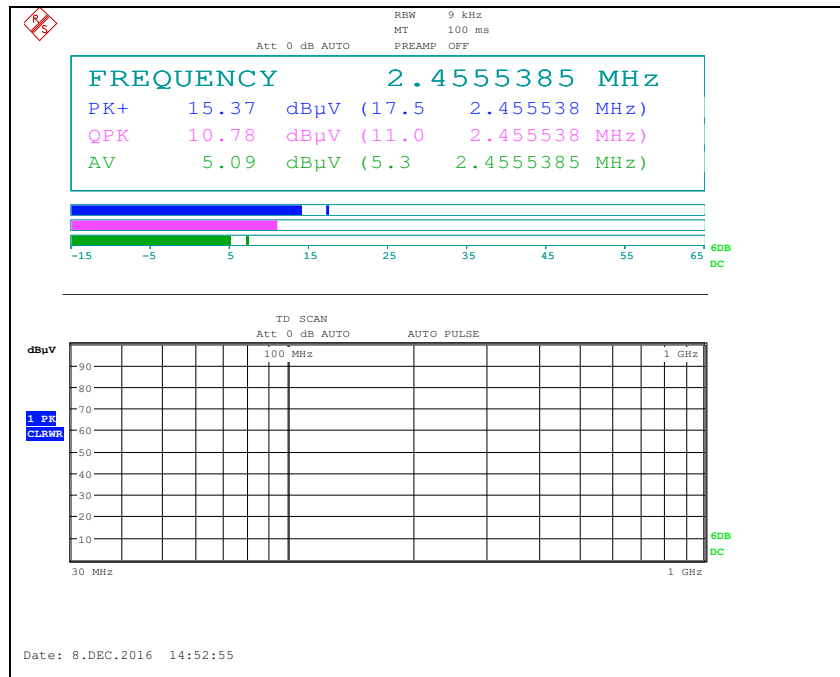 RBW 9 kHz
MT 100 ms
Att 0 dB AUTO PREAMP OFF
FREQUENCY 2.4555385 MHz
PK+ 15.37 dBµV (17.5 2.455538 MHz)
QPK 10.78 dBµV (11.0 2.455538 MHz)
AV 5.09 dBµV (5.3 2.4555385 MHz)
-15 -5 5 15 25 35 45 55 65
6DB
DC
TD SCAN
Att 0 dB AUTO AUTO PULSE
dBµV
100 MHz 1 GHz
90
80
70
1 PK
CLRWR
60
50
40
30
20
10
6DB
DC
30 MHz 1 GHz
Date: 8.DEC.2016 14:52:55